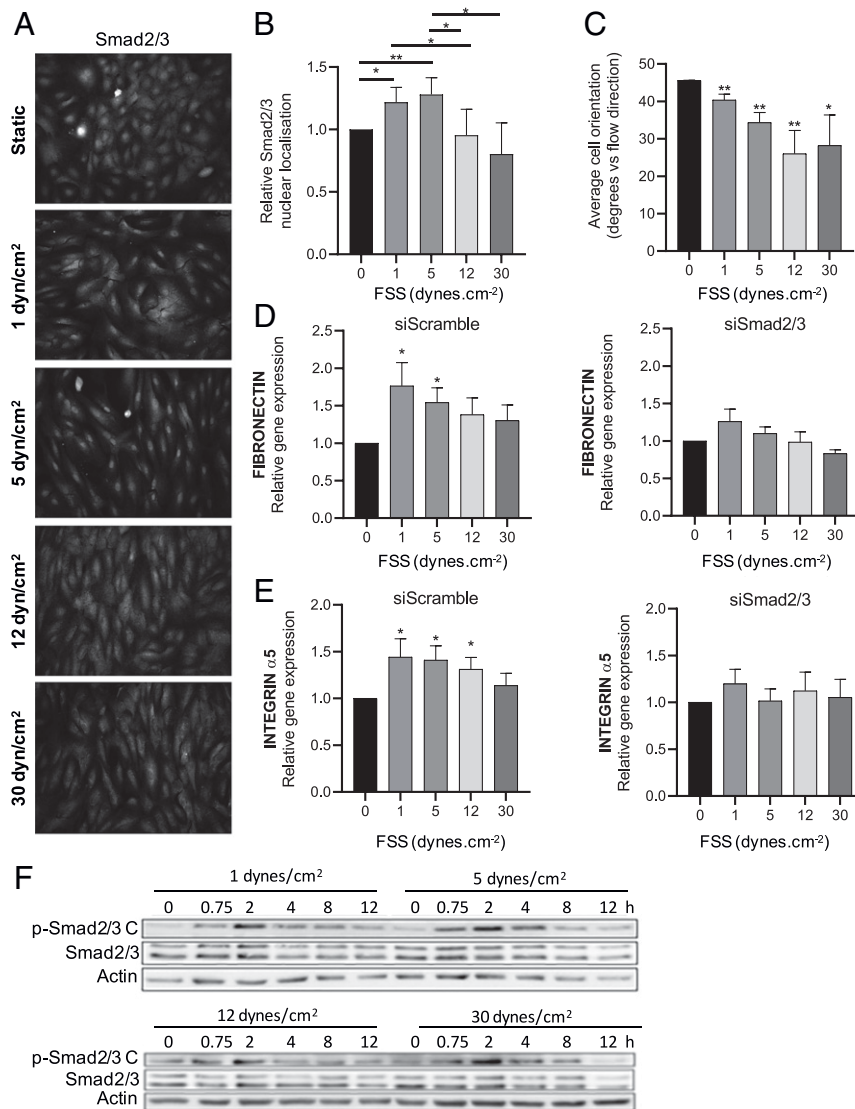 A
Smad2/3
Static
1 dyn/cm²
5 dyn/cm²
12 dyn/cm²
30 dyn/cm²
B
Relative Smad2/3
nuclear localisation
1.5
1.0
0.5
0.0
* ** * * *
0 1 5 12 30
FSS (dynes.cm⁻²)
C
Average cell orientation
(degrees vs flow direction)
50
40
30
20
10
0
** ** ** *
0 1 5 12 30
FSS (dynes.cm⁻²)
D
siScramble
FIBRONECTIN
Relative gene expression
2.5
2.0
1.5
1.0
0.5
0.0
* *
0 1 5 12 30
FSS (dynes.cm⁻²)
siSmad2/3
FIBRONECTIN
Relative gene expression
2.5
2.0
1.5
1.0
0.5
0.0
0 1 5 12 30
FSS (dynes.cm⁻²)
E
siScramble
INTEGRIN α5
Relative gene expression
2.0
1.5
1.0
0.5
0.0
* * *
0 1 5 12 30
FSS (dynes.cm⁻²)
siSmad2/3
INTEGRIN α5
Relative gene expression
2.0
1.5
1.0
0.5
0.0
0 1 5 12 30
FSS (dynes.cm⁻²)
F
1 dynes/cm² 5 dynes/cm²
0 0.75 2 4 8 12 0 0.75 2 4 8 12 h
p-Smad2/3 C
Smad2/3
Actin
12 dynes/cm² 30 dynes/cm²
0 0.75 2 4 8 12 0 0.75 2 4 8 12 h
p-Smad2/3 C
Smad2/3
Actin